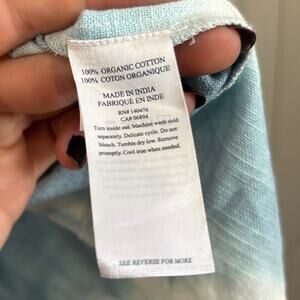 100% ORGANIC COTTON
100% COTON ORGANIQUE
MADE IN INDIA
FABRIQUE EN INDE
RN# 140476
CA# 06894
Turn inside out. Machine wash cold
separately. Delicate cycle. Do not
bleach. Tumble dry low. Remove
promptly. Cool iron when needed.
SEE REVERSE FOR MORE